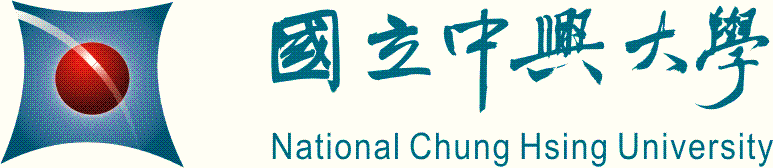 國立中興大學
National Chung Hsing University